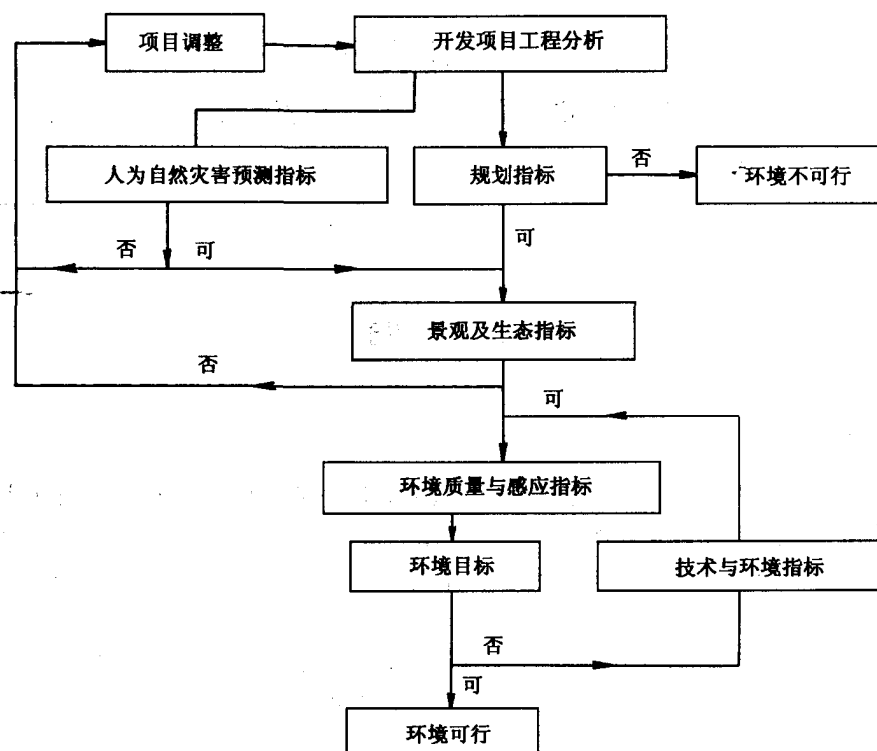 项目调整
开发项目工程分析
人为自然灾害预测指标
规划指标
否
环境不可行
否
可
可
景观及生态指标
否
可
环境质量与感应指标
环境目标
技术与环境指标
否
可
环境可行